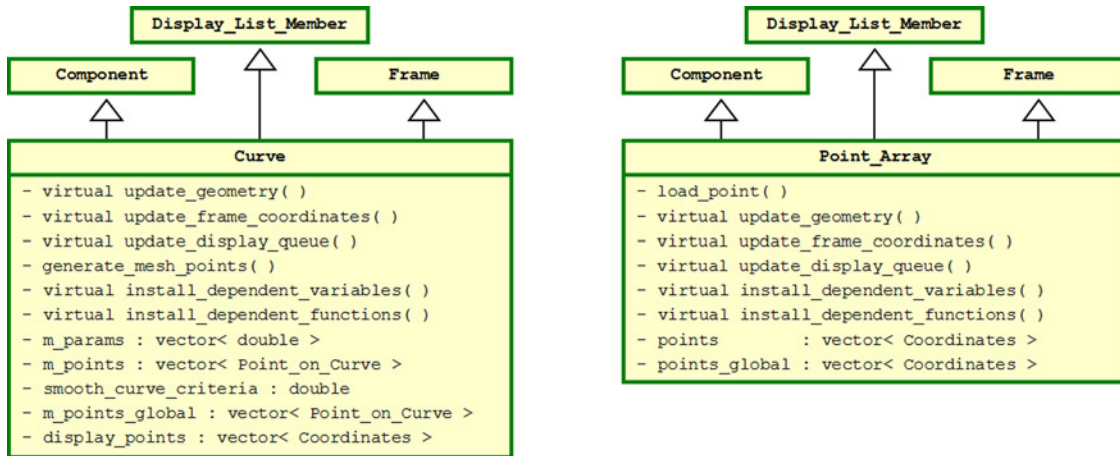 Display_List_Member
Component
Frame
Curve
- virtual update_geometry( )
- virtual update_frame_coordinates( )
- virtual update_display_queue( )
- generate_mesh_points( )
- virtual install_dependent_variables( )
- virtual install_dependent_functions( )
- m_params : vector< double >
- m_points : vector< Point_on_Curve >
- smooth_curve_criteria : double
- m_points_global : vector< Point_on_Curve >
- display_points : vector< Coordinates >
Display_List_Member
Component
Frame
Point_Array
- load_point( )
- virtual update_geometry( )
- virtual update_frame_coordinates( )
- virtual update_display_queue( )
- virtual install_dependent_variables( )
- virtual install_dependent_functions( )
- points        : vector< Coordinates >
- points_global : vector< Coordinates >